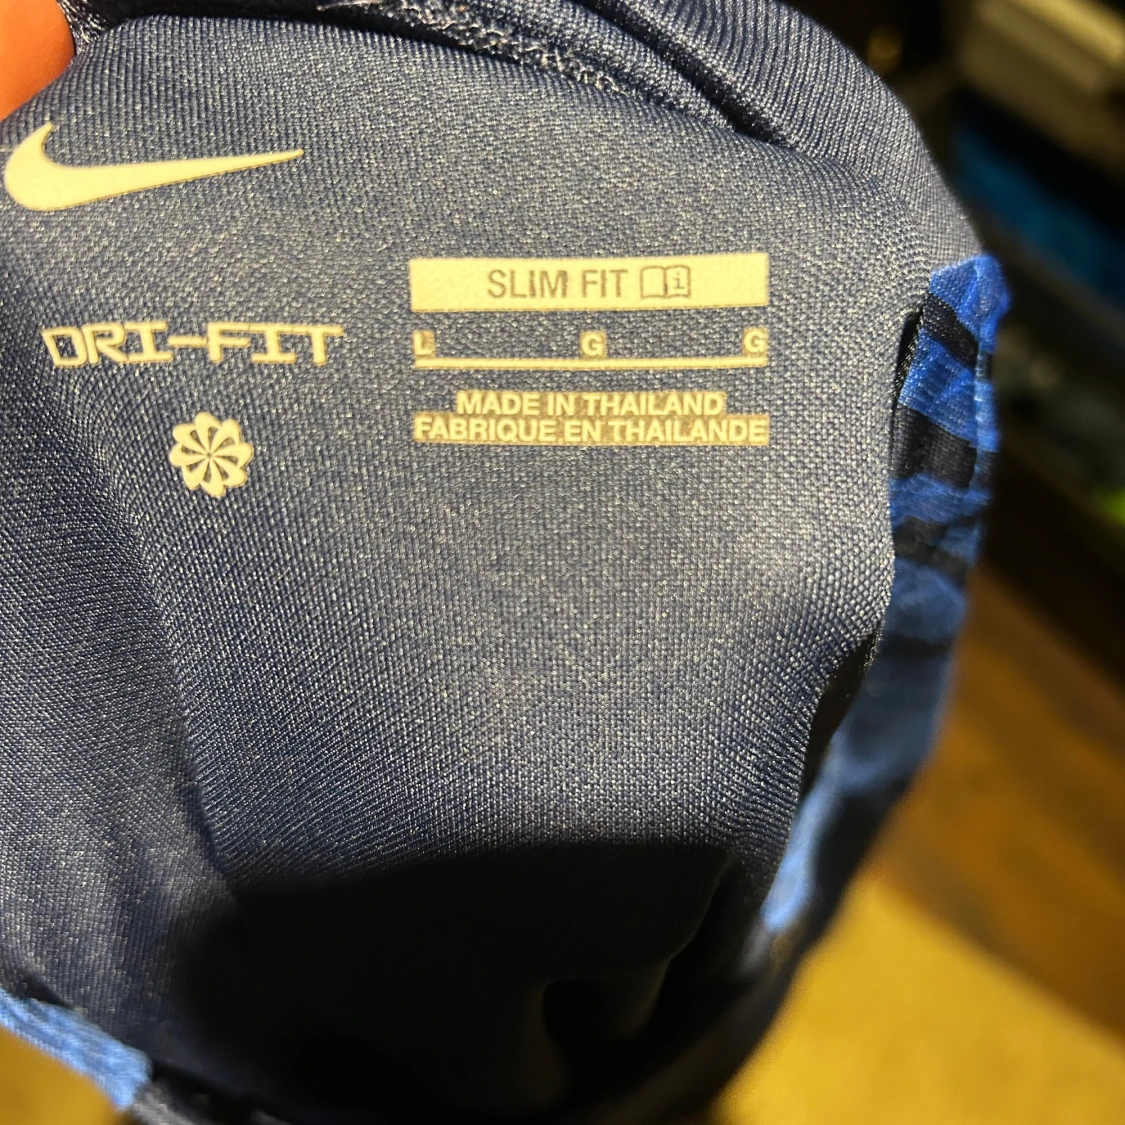 SLIM FIT
DRI-FIT
L G G
MADE IN THAILAND
FABRIQUE EN THAILANDE